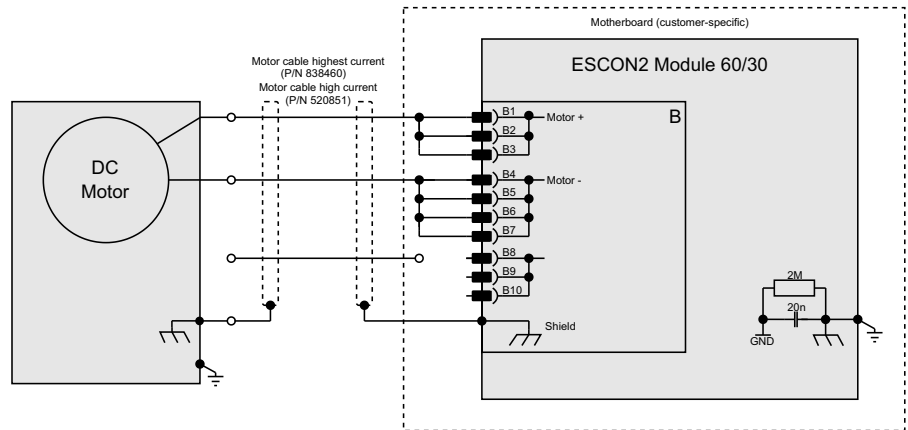 Motherboard (customer-specific)
Motor cable highest current
(P/N 838460)
Motor cable high current
(P/N 520851)
ESCON2 Module 60/30
B
DC
Motor
B1
Motor +
B2
B3
B4
Motor -
B5
B6
B7
B8
B9
B10
Shield
2M
20n
GND